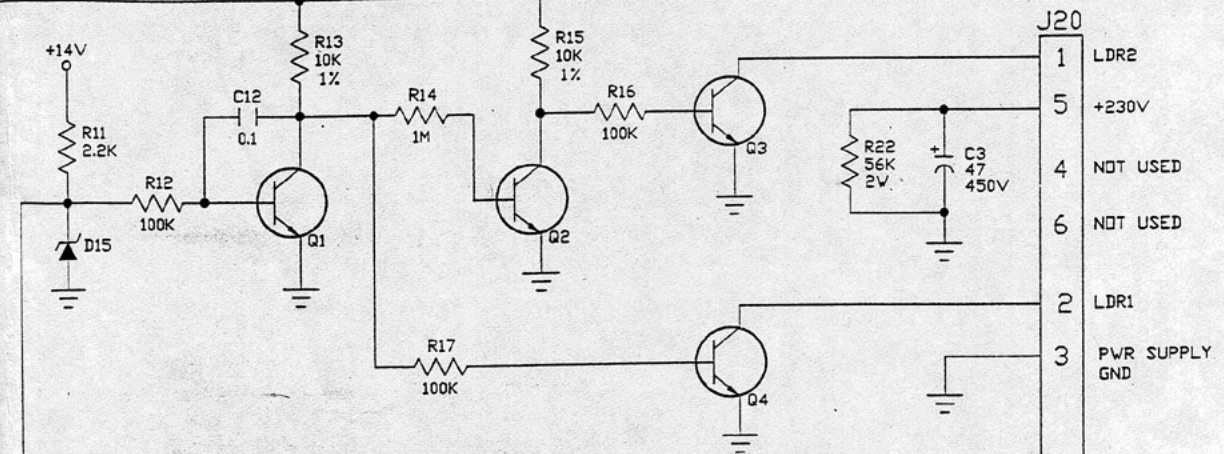 J20
+14V
R11
2.2K
D15
R12
100K
C12
0.1
R13
10K
1%
Q1
R14
1M
R15
10K
1%
Q2
R16
100K
Q3
R17
100K
Q4
R22
56K
2W
+
C3
47
450V
1 LDR2
5 +230V
4 NOT USED
6 NOT USED
2 LDR1
3 PWR SUPPLY
GND